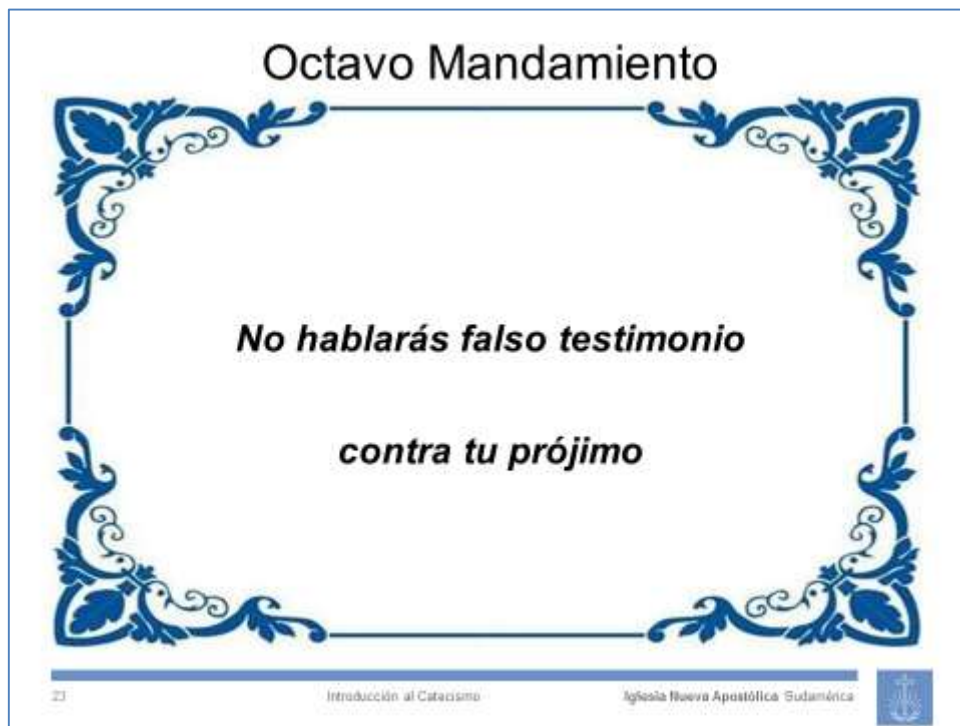 Octavo Mandamiento
No hablarás falso testimonio
contra tu prójimo
23 Introducción al Catecismo Iglesia Nueva Apostólica Sudamérica